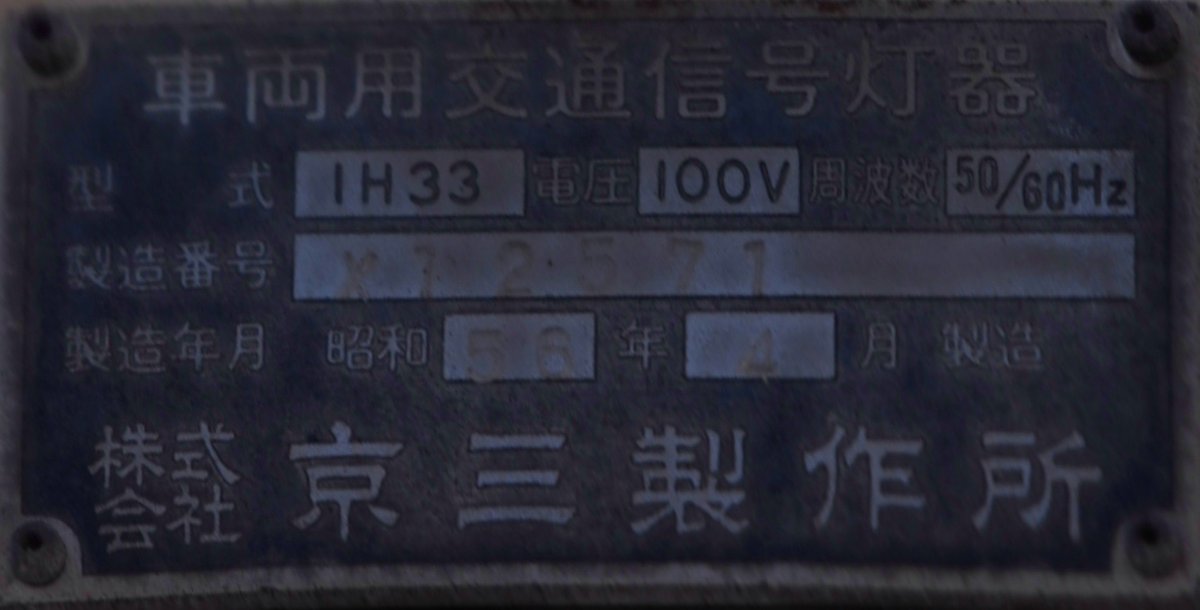 車両用交通信号灯器
型式 1H33 電圧 100V 周波数 50/60Hz
製造番号 X12571
製造年月 昭和 56 年 4 月 製造
株式会社 京三製作所